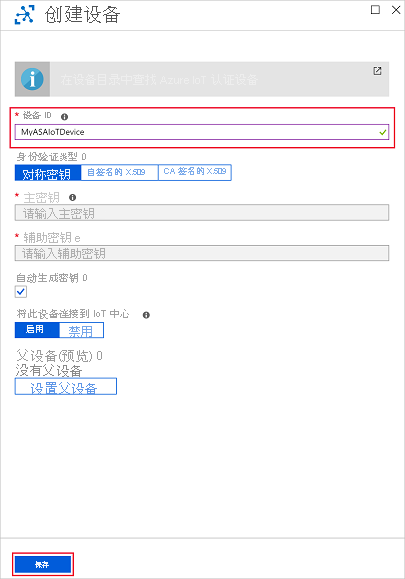 创建设备
在设备目录中查找 Azure IoT 认证设备
* 设备 ID
MyASAIoTDevice
身份验证类型 0
对称密钥 自签名的 X.509 CA 签名的 X.509
* 主密钥
请输入主密钥
* 辅助密钥 e
请输入辅助密钥
自动生成密钥 0
将此设备连接到 IoT 中心
启用 禁用
父设备(预览) 0
没有父设备
设置父设备
保存